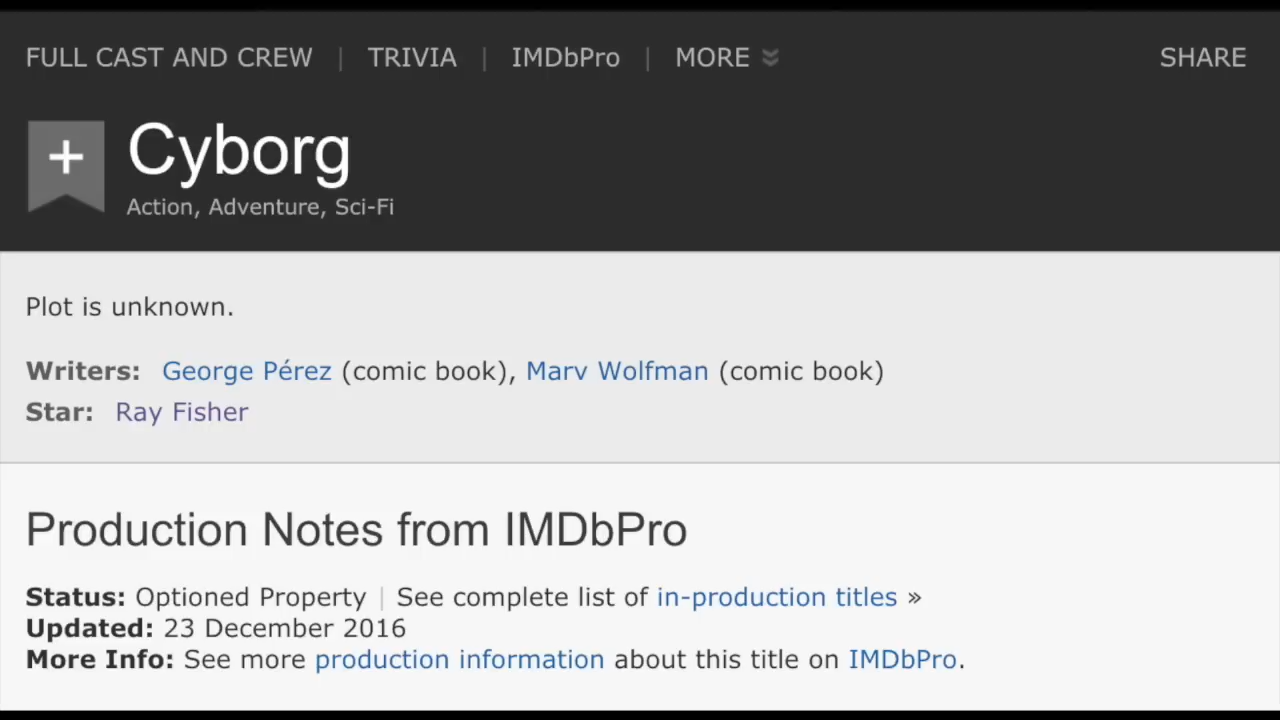 FULL CAST AND CREW | TRIVIA | IMDbPro | MORE SHARE
+ Cyborg
Action, Adventure, Sci-Fi
Plot is unknown.
Writers: George Pérez (comic book), Marv Wolfman (comic book)
Star: Ray Fisher
Production Notes from IMDbPro
Status: Optioned Property | See complete list of in-production titles »
Updated: 23 December 2016
More Info: See more production information about this title on IMDbPro.